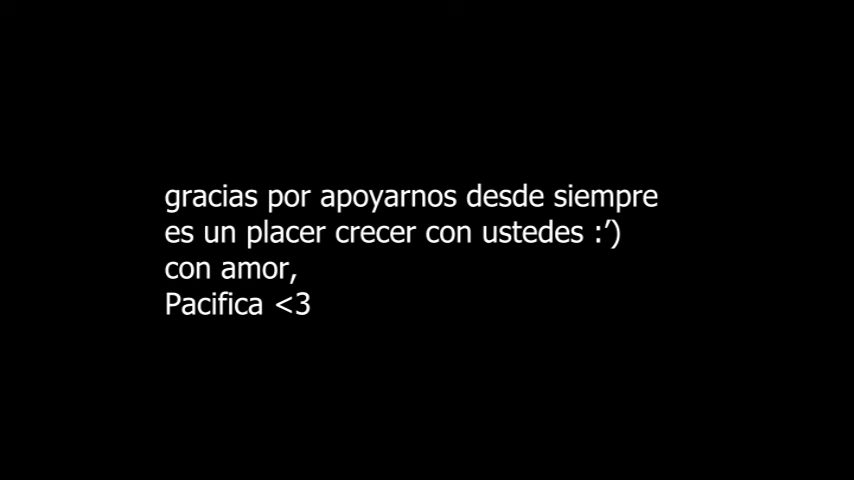 gracias por apoyarnos desde siempre
es un placer crecer con ustedes :’)
con amor,
Pacifica <3